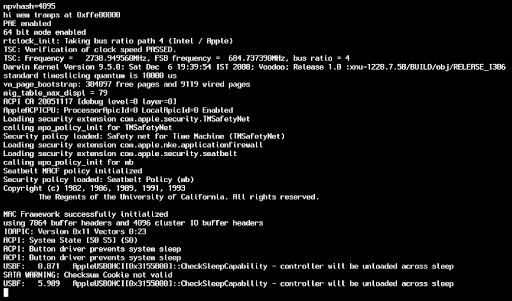 npvhash=4095
hi mem tramps at 0xffe00000
PAE enabled
64 bit mode enabled
rtclock_init: Taking bus ratio path 4 (Intel / Apple)
TSC: Verification of clock speed PASSED.
TSC: Frequency = 2738.949560MHz, FSB frequency = 684.737390MHz, bus ratio = 4
Darwin Kernel Version 9.5.0: Sat Dec 6 19:39:54 IST 2008; Voodoo; Release 1.0 :xnu-1228.7.58/BUILD/obj/RELEASE_I386
standard timeslicing quantum is 10000 us
vm_page_bootstrap: 304097 free pages and 9119 wired pages
mig_table_max_displ = 79
ACPI CA 20051117 [debug level=0 layer=0]
AppleACPICPU: ProcessorApicId=0 LocalApicId=0 Enabled
Loading security extension com.apple.security.TMSafetyNet
calling mpo_policy_init for TMSafetyNet
Security policy loaded: Safety net for Time Machine (TMSafetyNet)
Loading security extension com.apple.nke.applicationfirewall
Loading security extension com.apple.security.seatbelt
calling mpo_policy_init for mb
Seatbelt MACF policy initialized
Security policy loaded: Seatbelt Policy (mb)
Copyright (c) 1982, 1986, 1989, 1991, 1993
The Regents of the University of California. All rights reserved.
MAC Framework successfully initialized
using 7864 buffer headers and 4096 cluster IO buffer headers
IOAPIC: Version 0x11 Vectors 0:23
ACPI: System State [S0 S5] (S0)
ACPI: Button driver prevents system sleep
ACPI: Button driver prevents system sleep
USBF: 0.871 AppleUSBOHCI[0x3155000]::CheckSleepCapability - controller will be unloaded across sleep
SATA WARNING: Checksum Cookie not valid
USBF: 5.989 AppleUSBOHCI[0x3155000]::CheckSleepCapability - controller will be unloaded across sleep